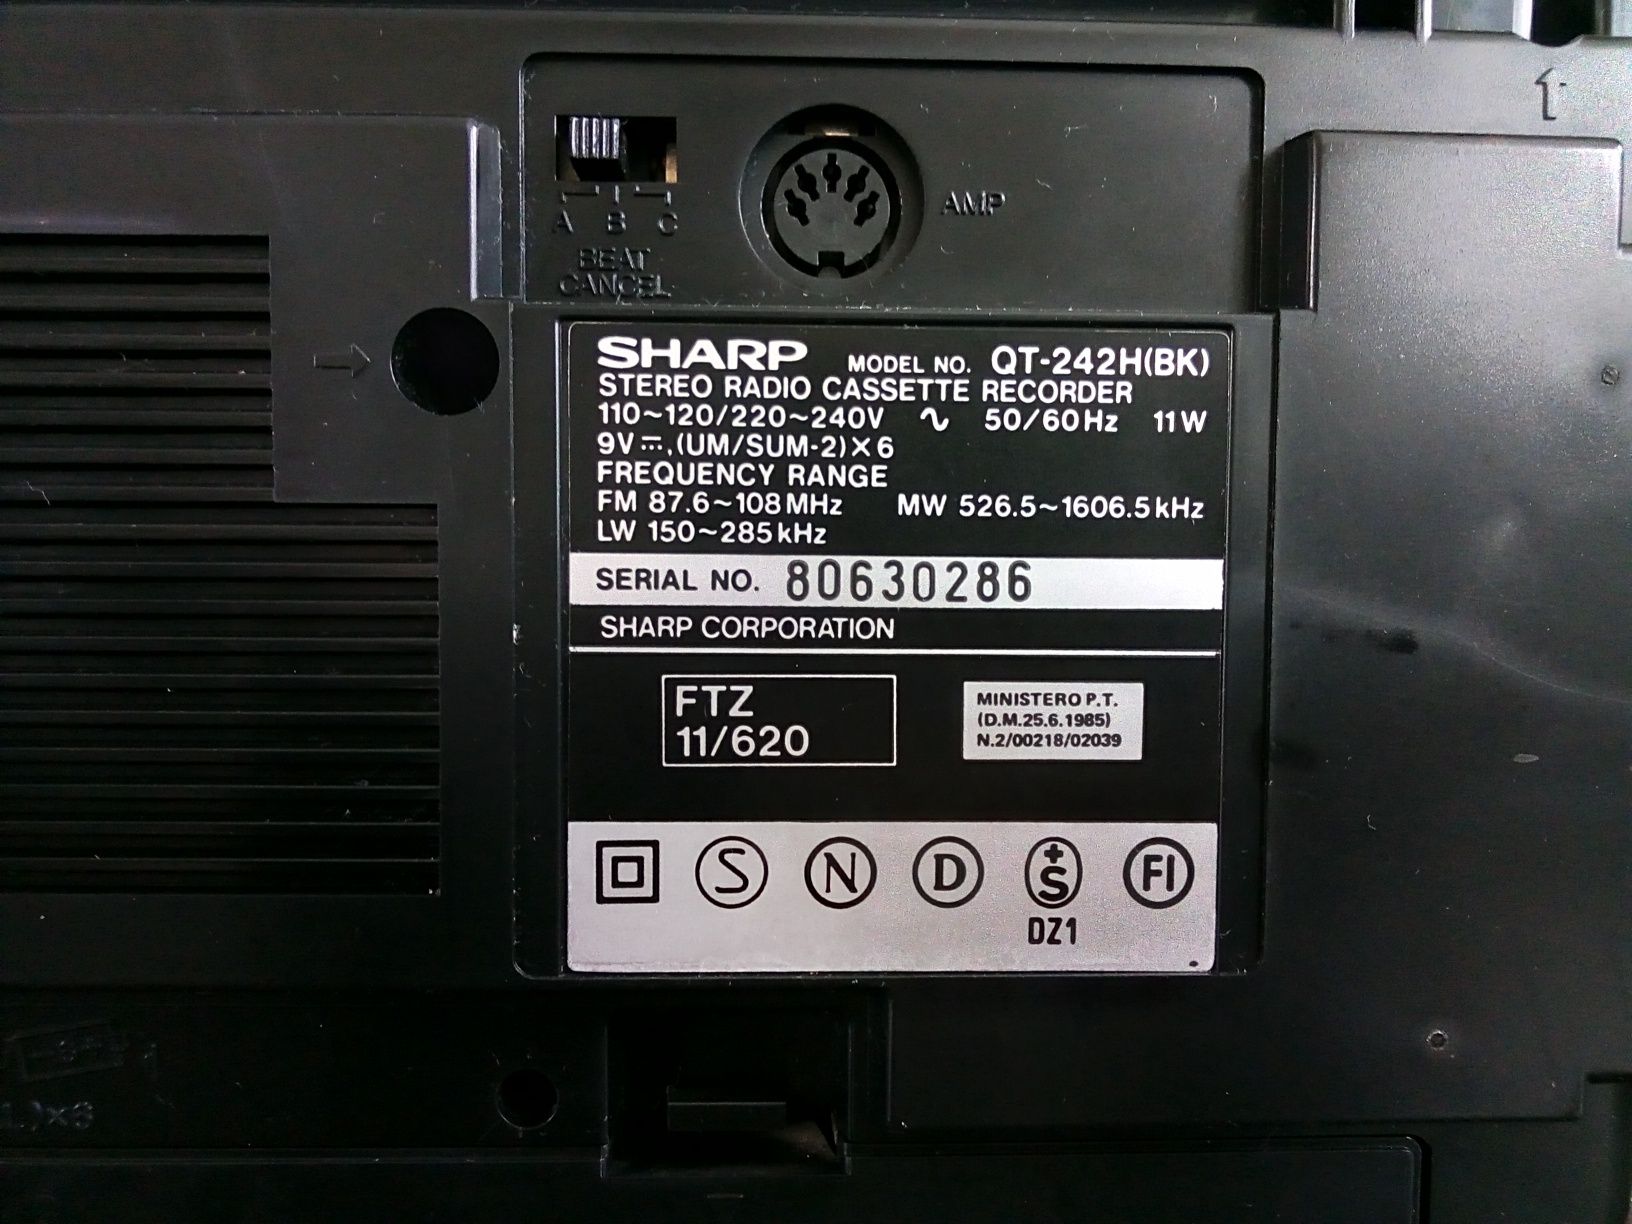 A B C
BEAT
CANCEL
AMP
SHARP MODEL NO. QT-242H(BK)
STEREO RADIO CASSETTE RECORDER
110~120/220~240V ∿ 50/60Hz 11W
9V ⎓, (UM/SUM-2)×6
FREQUENCY RANGE
FM 87.6~108MHz MW 526.5~1606.5kHz
LW 150~285kHz
SERIAL NO. 80630286
SHARP CORPORATION
FTZ
11/620
MINISTERO P.T.
(D.M.25.6.1985)
N.2/00218/02039
S N D +S FI
DZ1